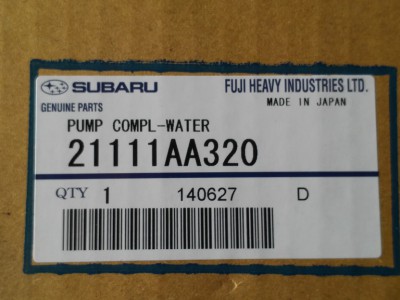 SUBARU FUJI HEAVY INDUSTRIES LTD.
GENUINE PARTS MADE IN JAPAN
PUMP COMPL-WATER
21111AA320
QTY 1 140627 D